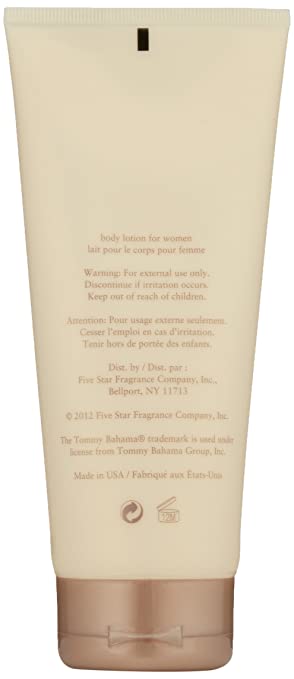 body lotion for women
lait pour le corps pour femme
Warning: For external use only.
Discontinue if irritation occurs.
Keep out of reach of children.
Attention: Pour usage externe seulement.
Cesser l'emploi en cas d'irritation.
Tenir hors de portée des enfants.
Dist. by / Dist. par :
Five Star Fragrance Company, Inc.,
Bellport, NY 11713
© 2012 Five Star Fragrance Company, Inc.
The Tommy Bahama® trademark is used under
license from Tommy Bahama Group, Inc.
Made in USA / Fabriqué aux États-Unis
12M